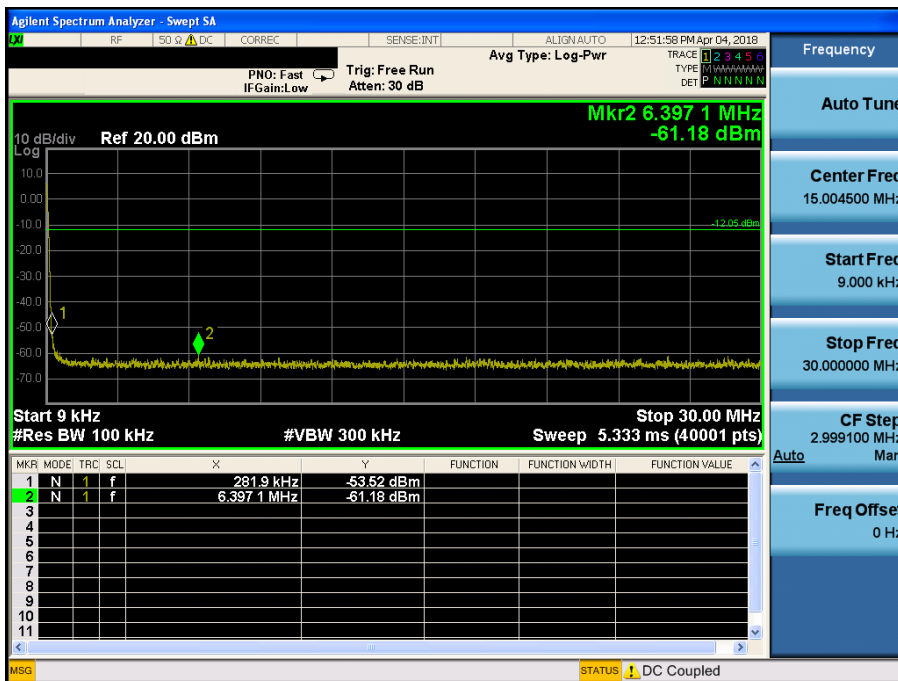 Agilent Spectrum Analyzer - Swept SA
LXI RF 50 Ω DC CORREC SENSE:INT ALIGN AUTO 12:51:58 PM Apr 04, 2018
Avg Type: Log-Pwr
TRACE 1 2 3 4 5 6
TYPE M
DET P N N N N N
PNO: Fast
IFGain:Low
Trig: Free Run
Atten: 30 dB
Mkr2 6.397 1 MHz
-61.18 dBm
10 dB/div Ref 20.00 dBm
Log
10.0
0.00
-10.0
-12.05 dBm
-20.0
-30.0
-40.0
-50.0
-60.0
-70.0
1
2
Start 9 kHz Stop 30.00 MHz
#Res BW 100 kHz #VBW 300 kHz Sweep 5.333 ms (40001 pts)
MKR MODE TRC SCL X Y FUNCTION FUNCTION WIDTH FUNCTION VALUE
1 N 1 f 281.9 kHz -53.52 dBm
2 N 1 f 6.397 1 MHz -61.18 dBm
3
4
5
6
7
8
9
10
11
MSG STATUS DC Coupled
Frequency
Auto Tune
Center Freq
15.004500 MHz
Start Freq
9.000 kHz
Stop Freq
30.000000 MHz
CF Step
2.999100 MHz
Auto Man
Freq Offset
0 Hz